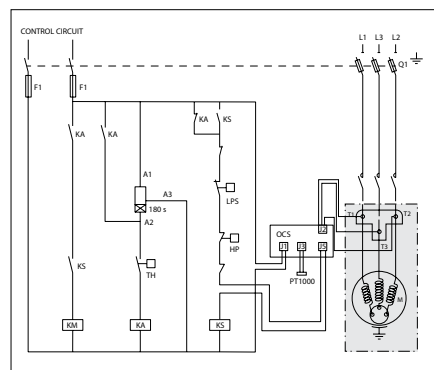 CONTROL CIRCUIT
L1 L3 L2
Q1
F1 F1
KA KA KA KS
A1
A3
180 s
A2
LPS
T1 T2
J2
OCS
T3
J1 J3 J5
HP
KS
TH
PT1000
M
KM KA KS